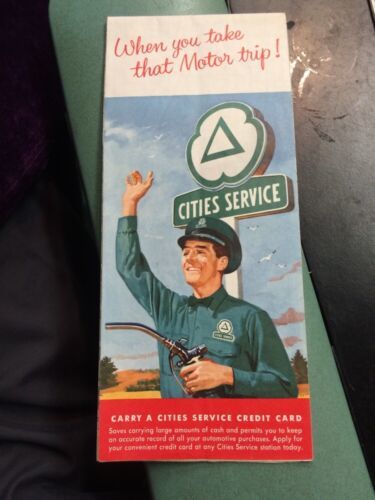 When you take
that Motor trip!
CITIES SERVICE
CITIES SERVICE
CARRY A CITIES SERVICE CREDIT CARD
Saves carrying large amounts of cash and permits you to keep
an accurate record of all your automotive purchases. Apply for
your convenient credit card at any Cities Service station today.